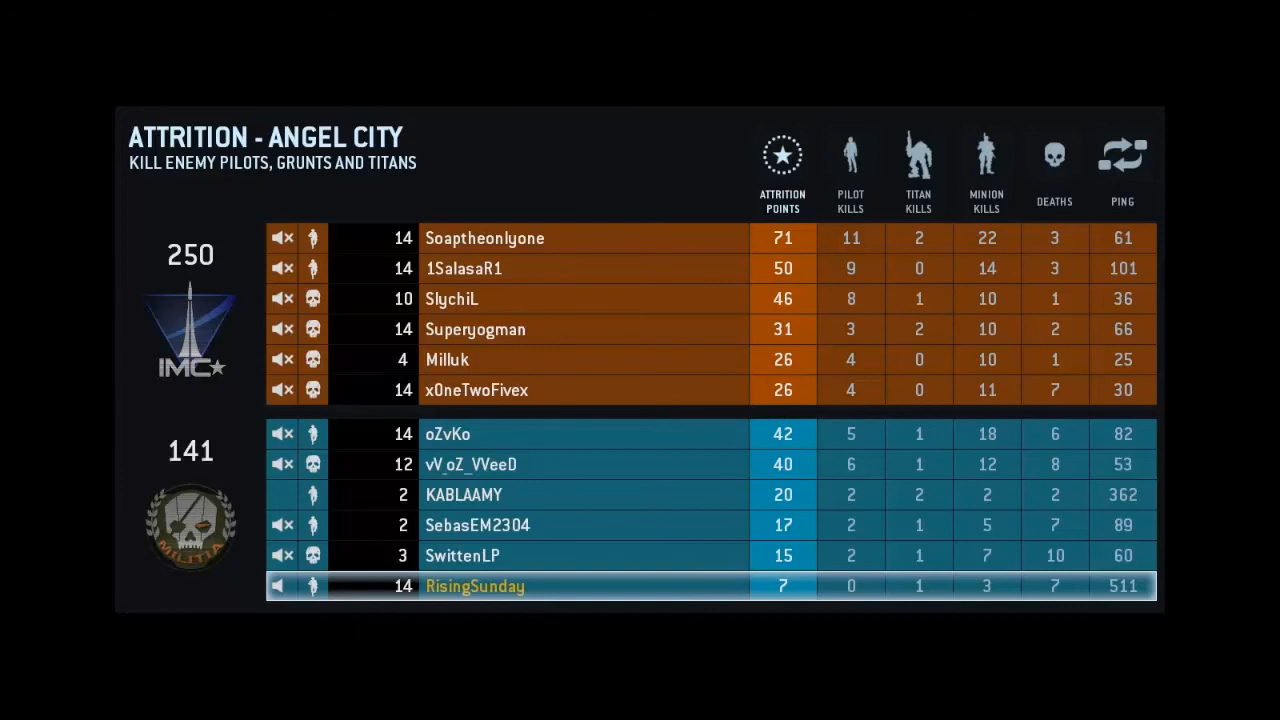 ATTRITION - ANGEL CITY
KILL ENEMY PILOTS, GRUNTS AND TITANS
ATTRITION POINTS PILOT KILLS TITAN KILLS MINION KILLS DEATHS PING
250
IMC
14 Soaptheonlyone 71 11 2 22 3 61
14 1SalasaR1 50 9 0 14 3 101
10 SlychiL 46 8 1 10 1 36
14 Superyogman 31 3 2 10 2 66
4 Milluk 26 4 0 10 1 25
14 xOneTwoFivex 26 4 0 11 7 30
141
MILITIA
14 oZvKo 42 5 1 18 6 82
12 vV_oZ_VVeeD 40 6 1 12 8 53
2 KABLAAMY 20 2 2 2 2 362
2 SebasEM2304 17 2 1 5 7 89
3 SwittenLP 15 2 1 7 10 60
14 RisingSunday 7 0 1 3 7 511